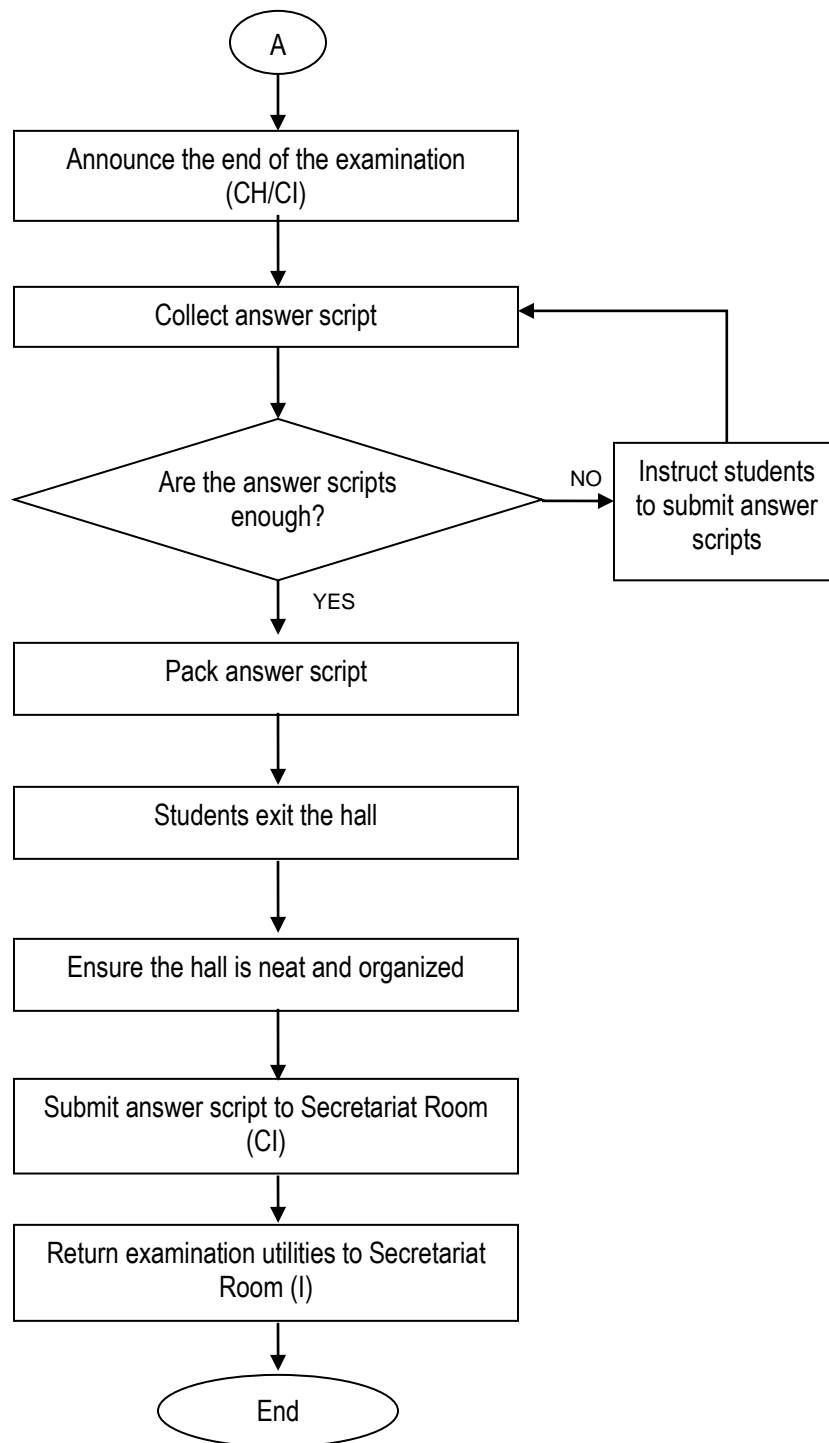 A
Announce the end of the examination
(CH/CI)
Collect answer script
Are the answer scripts
enough?
NO
Instruct students
to submit answer
scripts
YES
Pack answer script
Students exit the hall
Ensure the hall is neat and organized
Submit answer script to Secretariat Room
(CI)
Return examination utilities to Secretariat
Room (I)
End